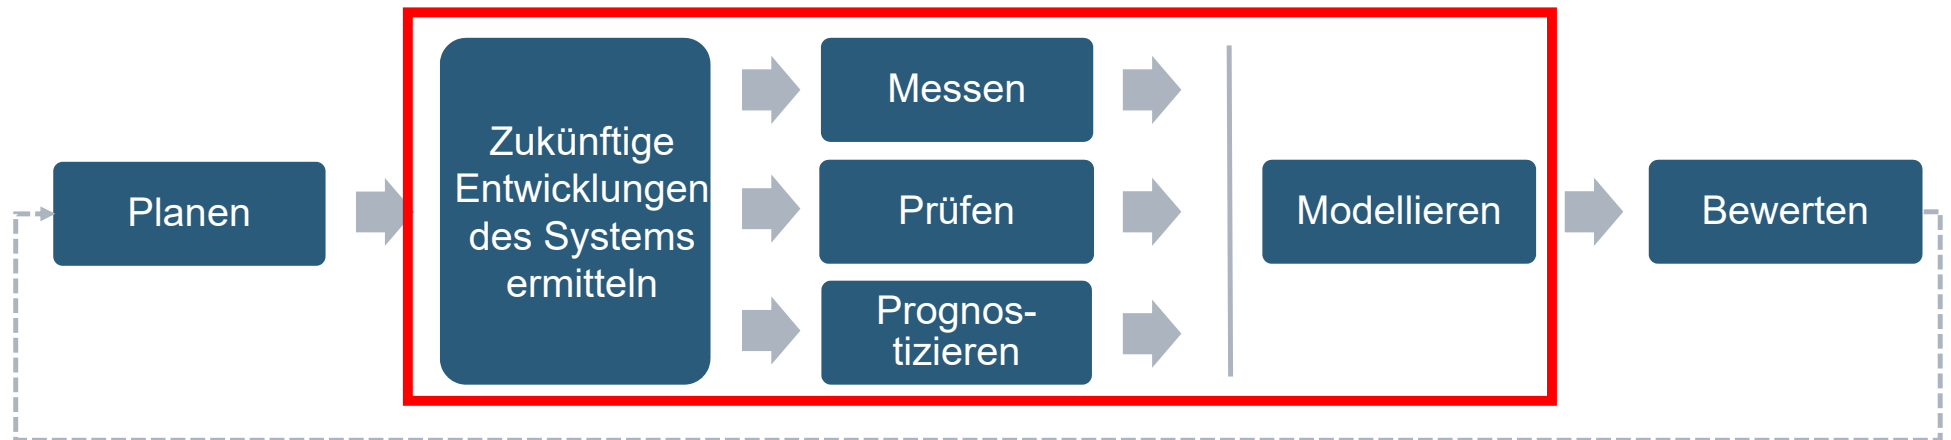 Planen
Zukünftige
Entwicklungen
des Systems
ermitteln
Messen
Prüfen
Prognos-
tizieren
Modellieren
Bewerten